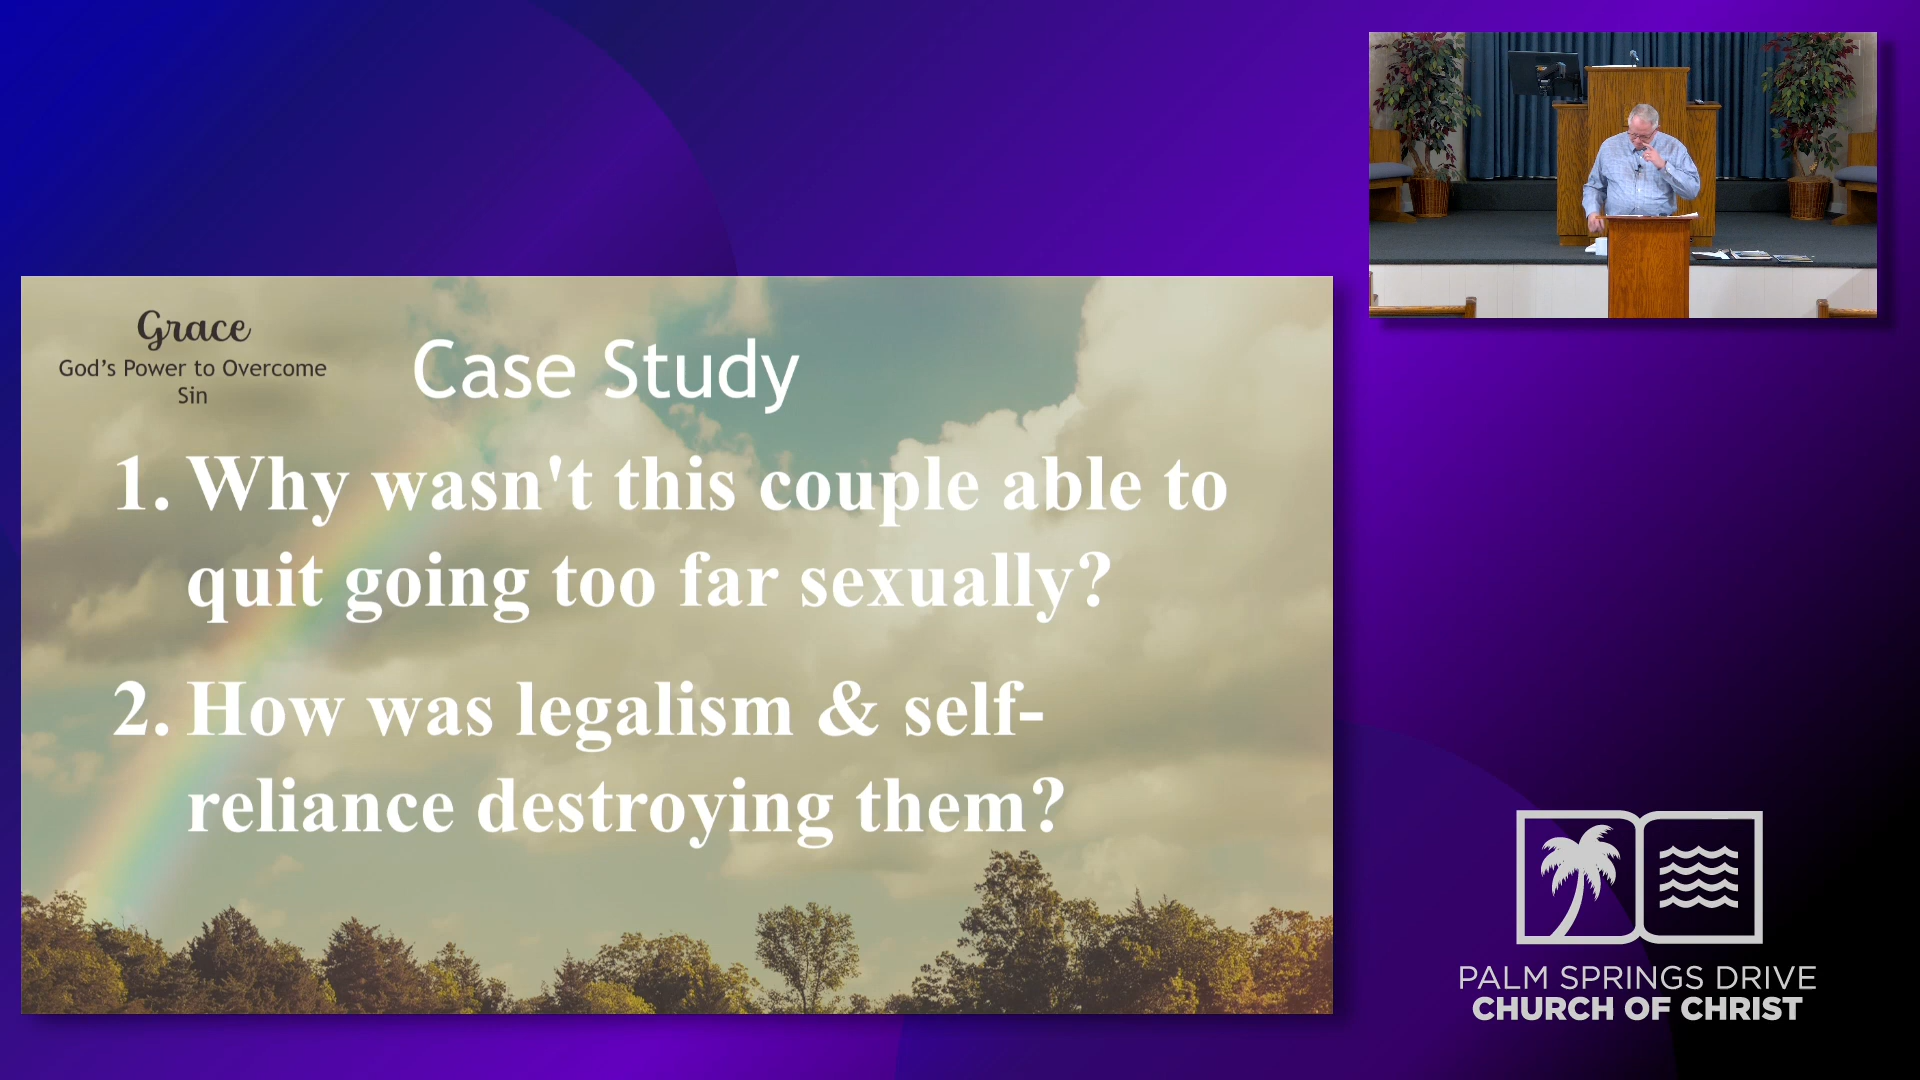 Grace
God’s Power to Overcome
Sin
Case Study
1. Why wasn't this couple able to
quit going too far sexually?
2. How was legalism & self-
reliance destroying them?
PALM SPRINGS DRIVE
CHURCH OF CHRIST